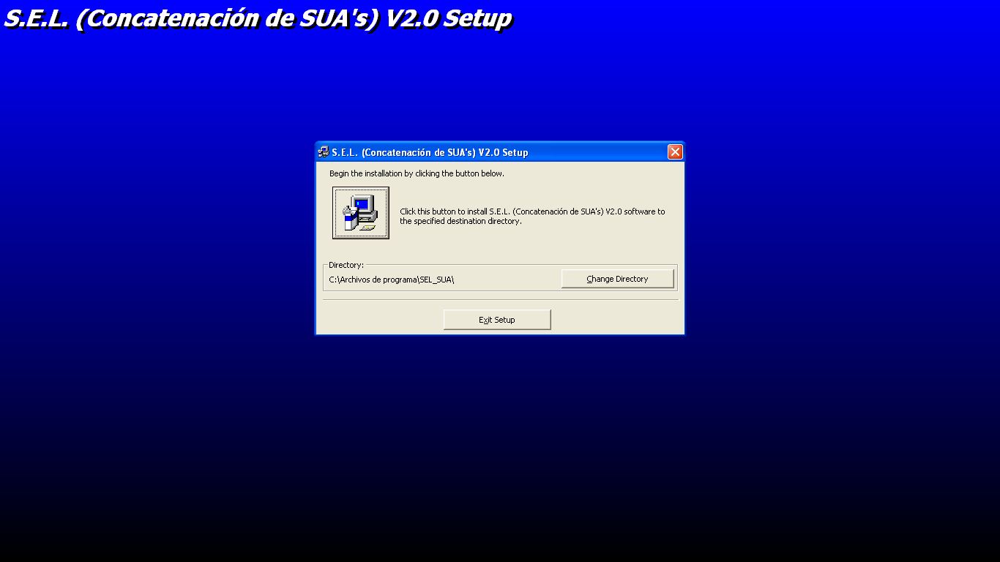 S.E.L. (Concatenación de SUA's) V2.0 Setup
S.E.L. (Concatenación de SUA's) V2.0 Setup
Begin the installation by clicking the button below.
Click this button to install S.E.L. (Concatenación de SUA's) V2.0 software to
the specified destination directory.
Directory:
C:\Archivos de programa\SEL_SUA\
Change Directory
Exit Setup